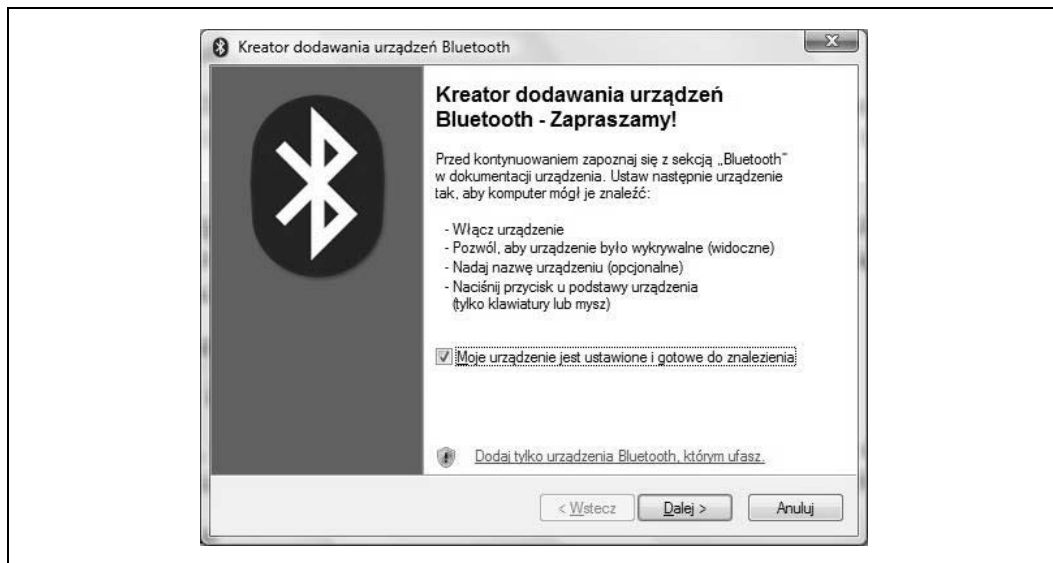 Kreator dodawania urządzeń Bluetooth
Kreator dodawania urządzeń
Bluetooth - Zapraszamy!
Przed kontynuowaniem zapoznaj się z sekcją „Bluetooth”
w dokumentacji urządzenia. Ustaw następnie urządzenie
tak, aby komputer mógł je znaleźć:
- Włącz urządzenie
- Pozwól, aby urządzenie było wykrywalne (widoczne)
- Nadaj nazwę urządzeniu (opcjonalne)
- Naciśnij przycisk u podstawy urządzenia
(tylko klawiatury lub mysz)
Moje urządzenie jest ustawione i gotowe do znalezienia
Dodaj tylko urządzenia Bluetooth, którym ufasz.
< Wstecz Dalej > Anuluj